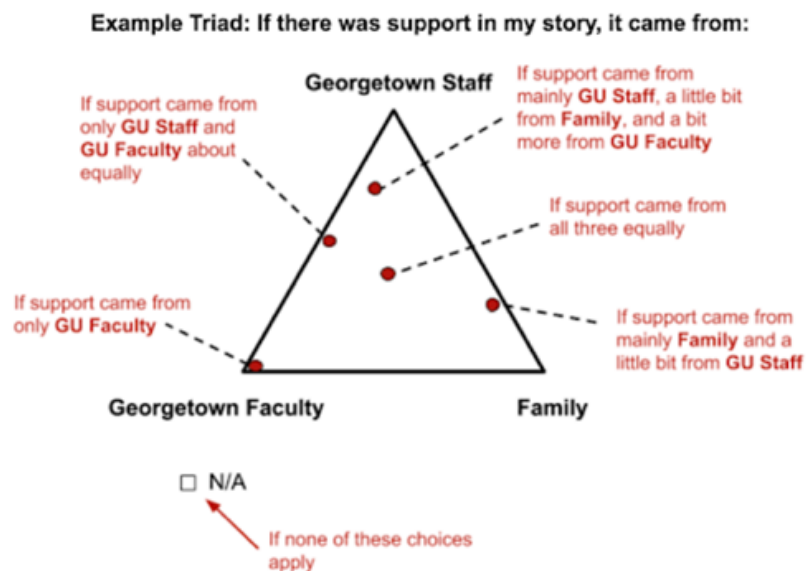 Example Triad: If there was support in my story, it came from:
Georgetown Staff
If support came from
mainly GU Staff, a little bit
from Family, and a bit
more from GU Faculty
If support came from
only GU Staff and
GU Faculty about
equally
If support came from
all three equally
If support came from
only GU Faculty
If support came from
mainly Family and a
little bit from GU Staff
Georgetown Faculty
Family
N/A
If none of these choices
apply